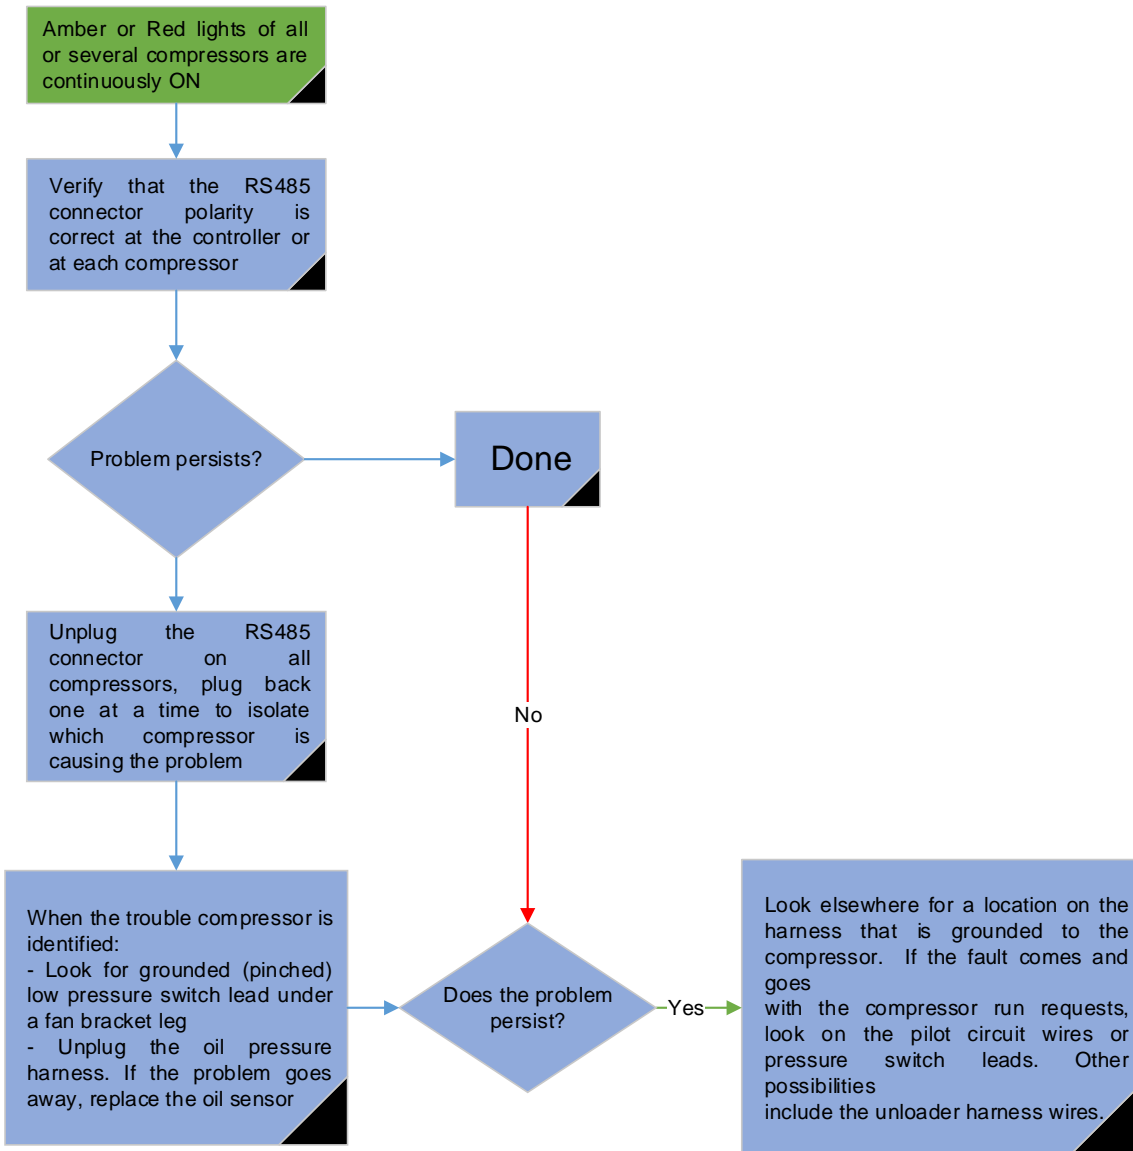 Amber or Red lights of all
or several compressors are
continuously ON
Verify that the RS485
connector polarity is
correct at the controller or
at each compressor
Problem persists?
Done
Unplug the RS485
connector on all
compressors, plug back
one at a time to isolate
which compressor is
causing the problem
No
When the trouble compressor is
identified:
- Look for grounded (pinched)
low pressure switch lead under
a fan bracket leg
- Unplug the oil pressure
harness. If the problem goes
away, replace the oil sensor
Does the problem
persist?
Yes
Look elsewhere for a location on the
harness that is grounded to the
compressor. If the fault comes and
goes
with the compressor run requests,
look on the pilot circuit wires or
pressure switch leads. Other
possibilities
include the unloader harness wires.